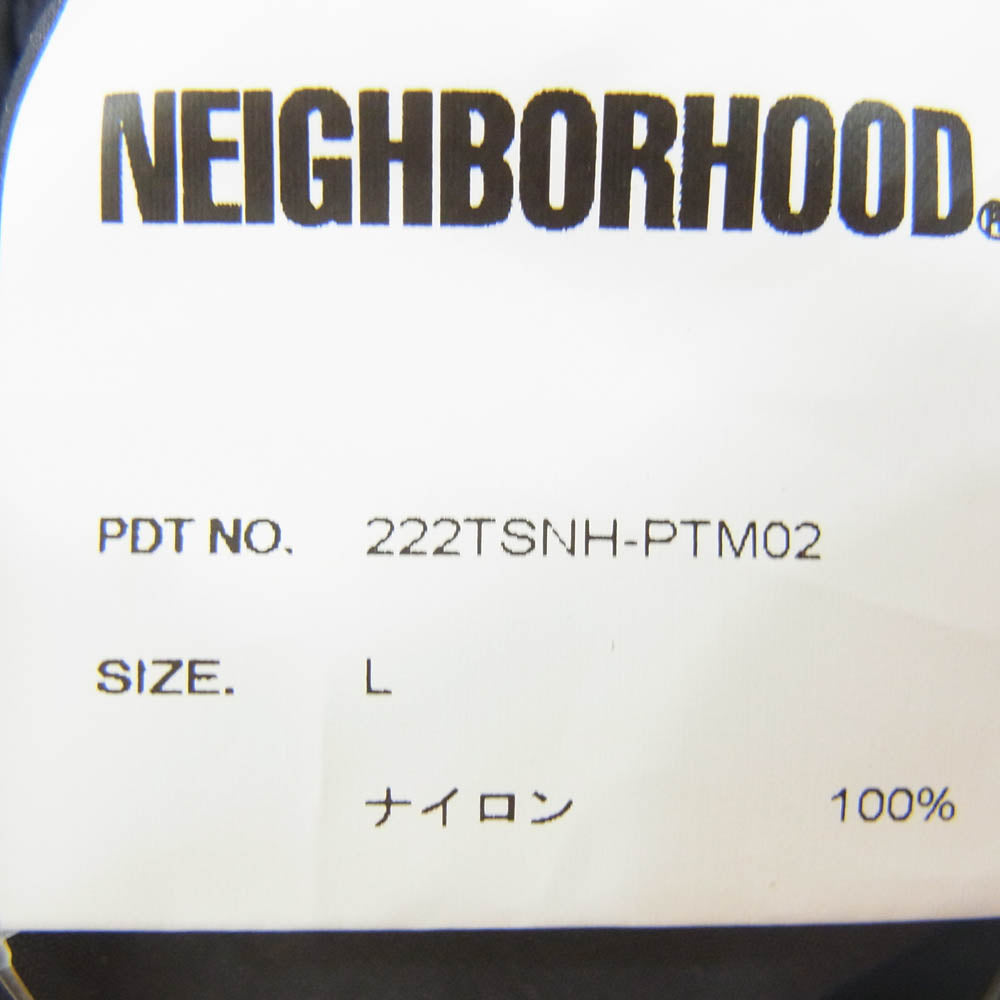 NEIGHBORHOOD®
PDT NO. 222TSNH-PTM02
SIZE. L
ナイロン 100%